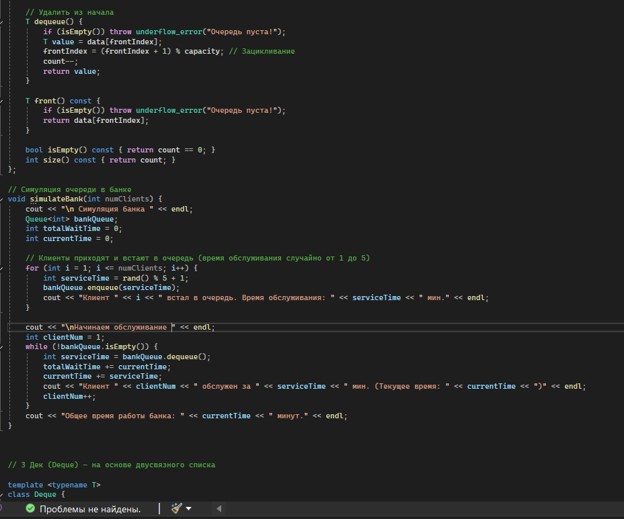 // Удалить из начала
T dequeue() {
if (isEmpty()) throw underflow_error("Очередь пуста!");
T value = data[frontIndex];
frontIndex = (frontIndex + 1) % capacity; // Зацикливание
count--;
return value;
}
T front() const {
if (isEmpty()) throw underflow_error("Очередь пуста!");
return data[frontIndex];
}
bool isEmpty() const { return count == 0; }
int size() const { return count; }
};
// Симуляция очереди в банке
void simulateBank(int numClients) {
cout << "\n Симуляция банка " << endl;
Queue<int> bankQueue;
int totalWaitTime = 0;
int currentTime = 0;
// Клиенты приходят и встают в очередь (время обслуживания случайно от 1 до 5)
for (int i = 1; i <= numClients; i++) {
int serviceTime = rand() % 5 + 1;
bankQueue.enqueue(serviceTime);
cout << "Клиент " << i << " встал в очередь. Время обслуживания: " << serviceTime << " мин." << endl;
}
cout << "\nНачинаем обслуживание " << endl;
int clientNum = 1;
while (!bankQueue.isEmpty()) {
int serviceTime = bankQueue.dequeue();
totalWaitTime += currentTime;
currentTime += serviceTime;
cout << "Клиент " << clientNum << " обслужен за " << serviceTime << " мин. (Текущее время: " << currentTime << ")" << endl;
clientNum++;
}
cout << "Общее время работы банка: " << currentTime << " минут." << endl;
}
// 3 Дек (Deque) – на основе двусвязного списка
template <typename T>
class Deque {
Проблемы не найдены.